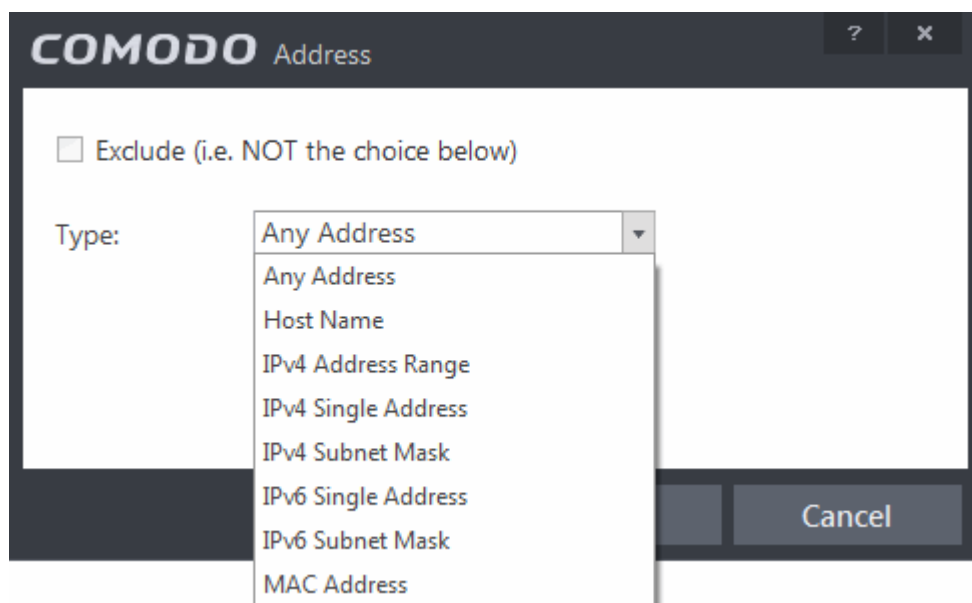 COMODO Address ? x
Exclude (i.e. NOT the choice below)
Type: Any Address
Any Address
Host Name
IPv4 Address Range
IPv4 Single Address
IPv4 Subnet Mask
IPv6 Single Address
Cancel
IPv6 Subnet Mask
MAC Address